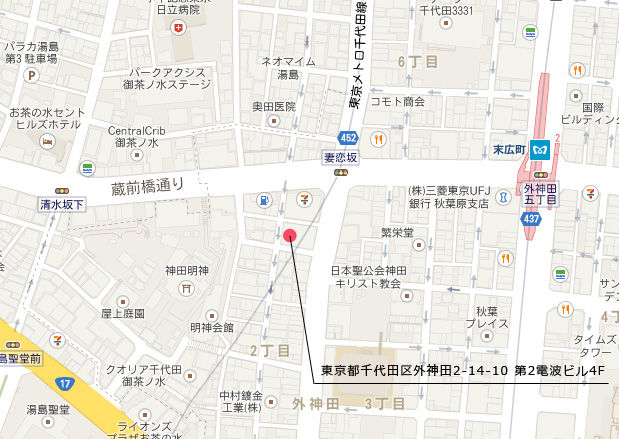 日立病院
千代田3331
パラカ湯島
第3 駐車場
ネオマイム
湯島
6丁目
東京メトロ千代田線
パークアクシス
御茶ノ水ステージ
コモト商会
国際
ビルディング
お茶の水セント
ヒルズホテル
奥田医院
CentralCrib
御茶ノ水
452
末広町
2
妻恋坂
蔵前橋通り
清水坂下
(株)三菱東京UFJ
銀行 秋葉原支店
外神田
五丁目
437
繁栄堂
神田明神
日本聖公会神田
キリスト教会
サン
デン
屋上庭園
明神会館
秋葉
プレイス
4丁
タイムズ
タワー
2丁目
島聖堂前
17
クオリア千代田
御茶ノ水
東京都千代田区外神田2-14-10 第2電波ビル4F
中村鍍金
工業(株)
外神田 3丁目
湯島聖堂
ライオンズ
プラザお茶の水